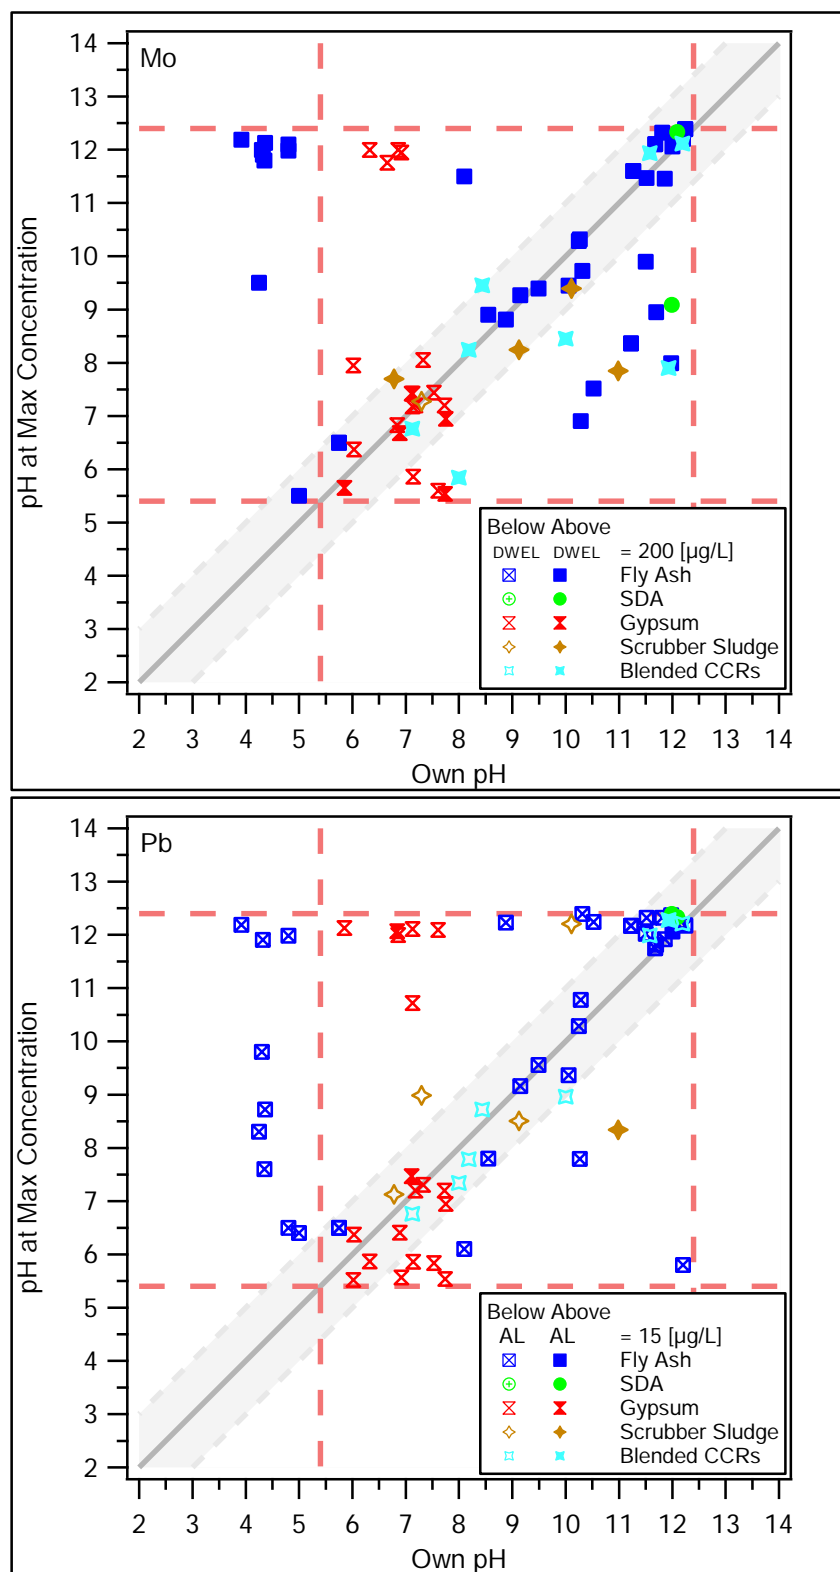 Mo
14
13
12
11
10
9
8
7
6
5
4
3
2
pH at Max Concentration
Below Above
DWEL DWEL = 200 [µg/L]
Fly Ash
SDA
Gypsum
Scrubber Sludge
Blended CCRs
2 3 4 5 6 7 8 9 10 11 12 13 14
Own pH
Pb
14
13
12
11
10
9
8
7
6
5
4
3
2
pH at Max Concentration
Below Above
AL AL = 15 [µg/L]
Fly Ash
SDA
Gypsum
Scrubber Sludge
Blended CCRs
2 3 4 5 6 7 8 9 10 11 12 13 14
Own pH